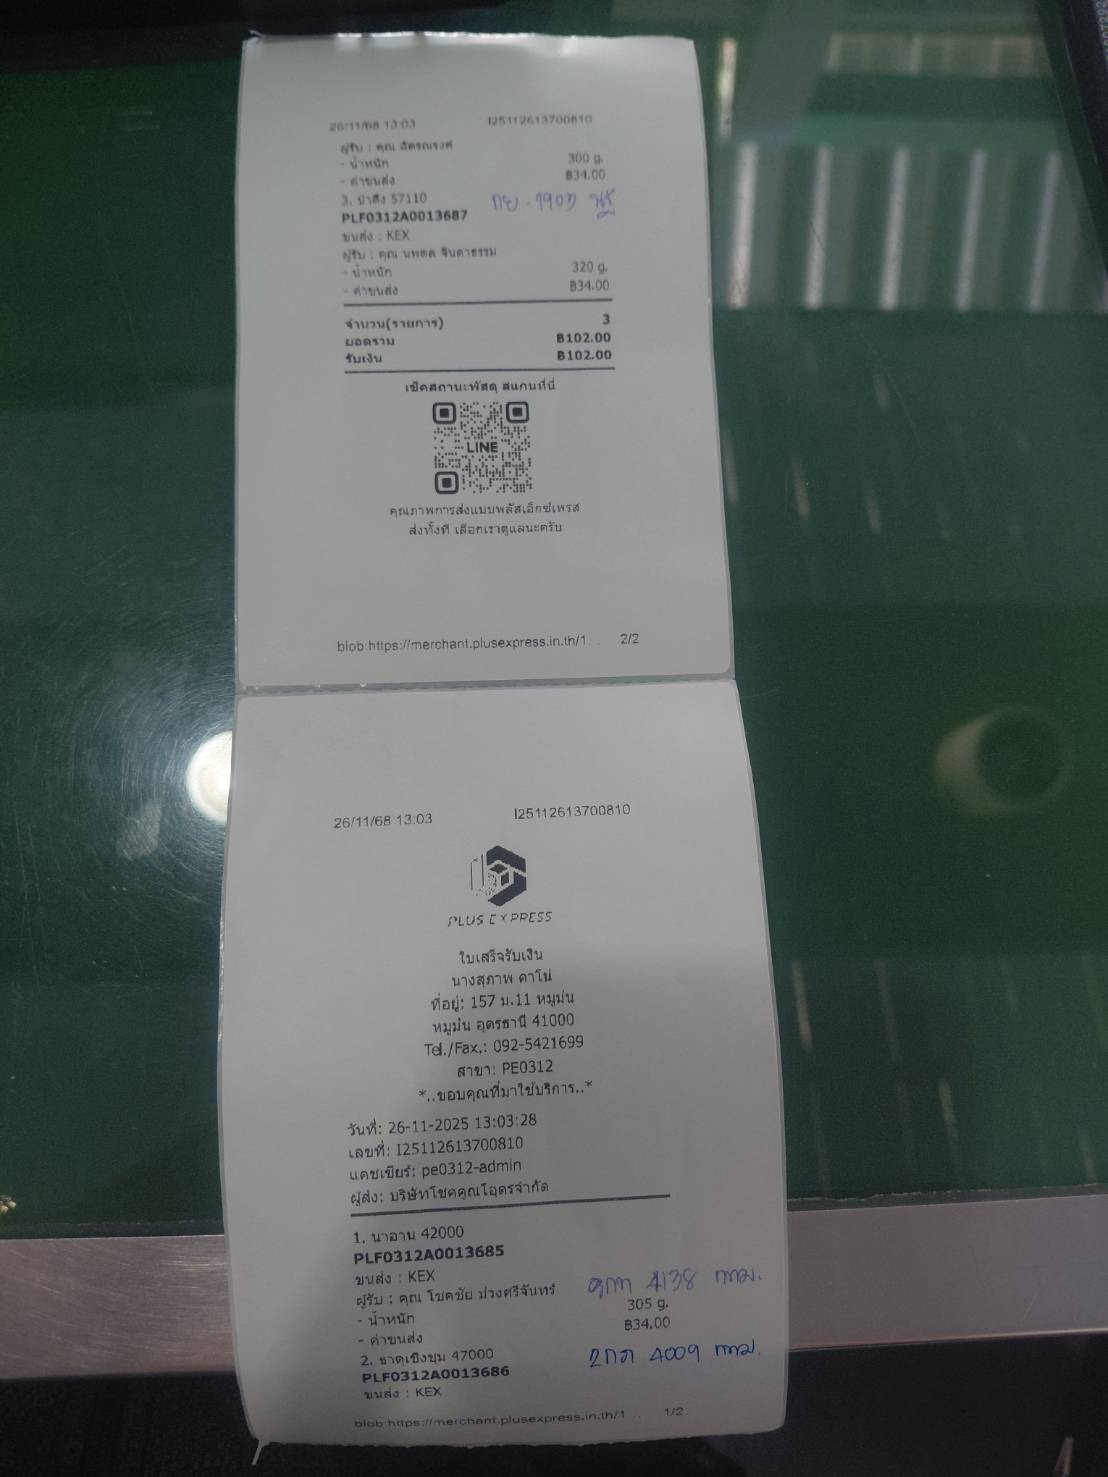 26/11/68 13:03 I25112613700810
ผู้รับ : คุณ ฉัตรณรงค์
- น้ำหนัก 300 g.
- ค่าขนส่ง ฿34.00
3. ป่าสัง 57110
PLF0312A0013687
ขนส่ง : KEX
ผู้รับ : คุณ นพดล จินดาธรรม
- น้ำหนัก 320 g.
- ค่าขนส่ง ฿34.00
จำนวน(รายการ) 3
ยอดรวม ฿102.00
รับเงิน ฿102.00
เช็คสถานะพัสดุ สแกนที่นี่
LINE
คุณภาพการส่งแบบพลัสเอ็กซ์เพรส
ส่งทั้งที เลือกเราดูแลนะครับ
blob:https://merchant.plusexpress.in.th/1... 2/2
26/11/68 13:03 I25112613700810
PLUS EXPRESS
ใบเสร็จรับเงิน
นางสุภาพ คาโน่
ที่อยู่: 157 ม.11 หมูม่น
หมูม่น อุดรธานี 41000
Tel./Fax.: 092-5421699
สาขา: PE0312
*..ขอบคุณที่มาใช้บริการ..*
วันที่: 26-11-2025 13:03:28
เลขที่: I25112613700810
แคชเชียร์: pe0312-admin
ผู้ส่ง: บริษัทโชคคูณโอุดรจำกัด
1. นาอาน 42000
PLF0312A0013685
ขนส่ง : KEX
ผู้รับ : คุณ โชคชัย ม่วงศรีจันทร์ 4138 กทม.
- น้ำหนัก 305 g.
- ค่าขนส่ง ฿34.00
2. ธาตุเชิงชุม 47000 4009 กทม.
PLF0312A0013686
ขนส่ง : KEX
blob:https://merchant.plusexpress.in.th/1... 1/2